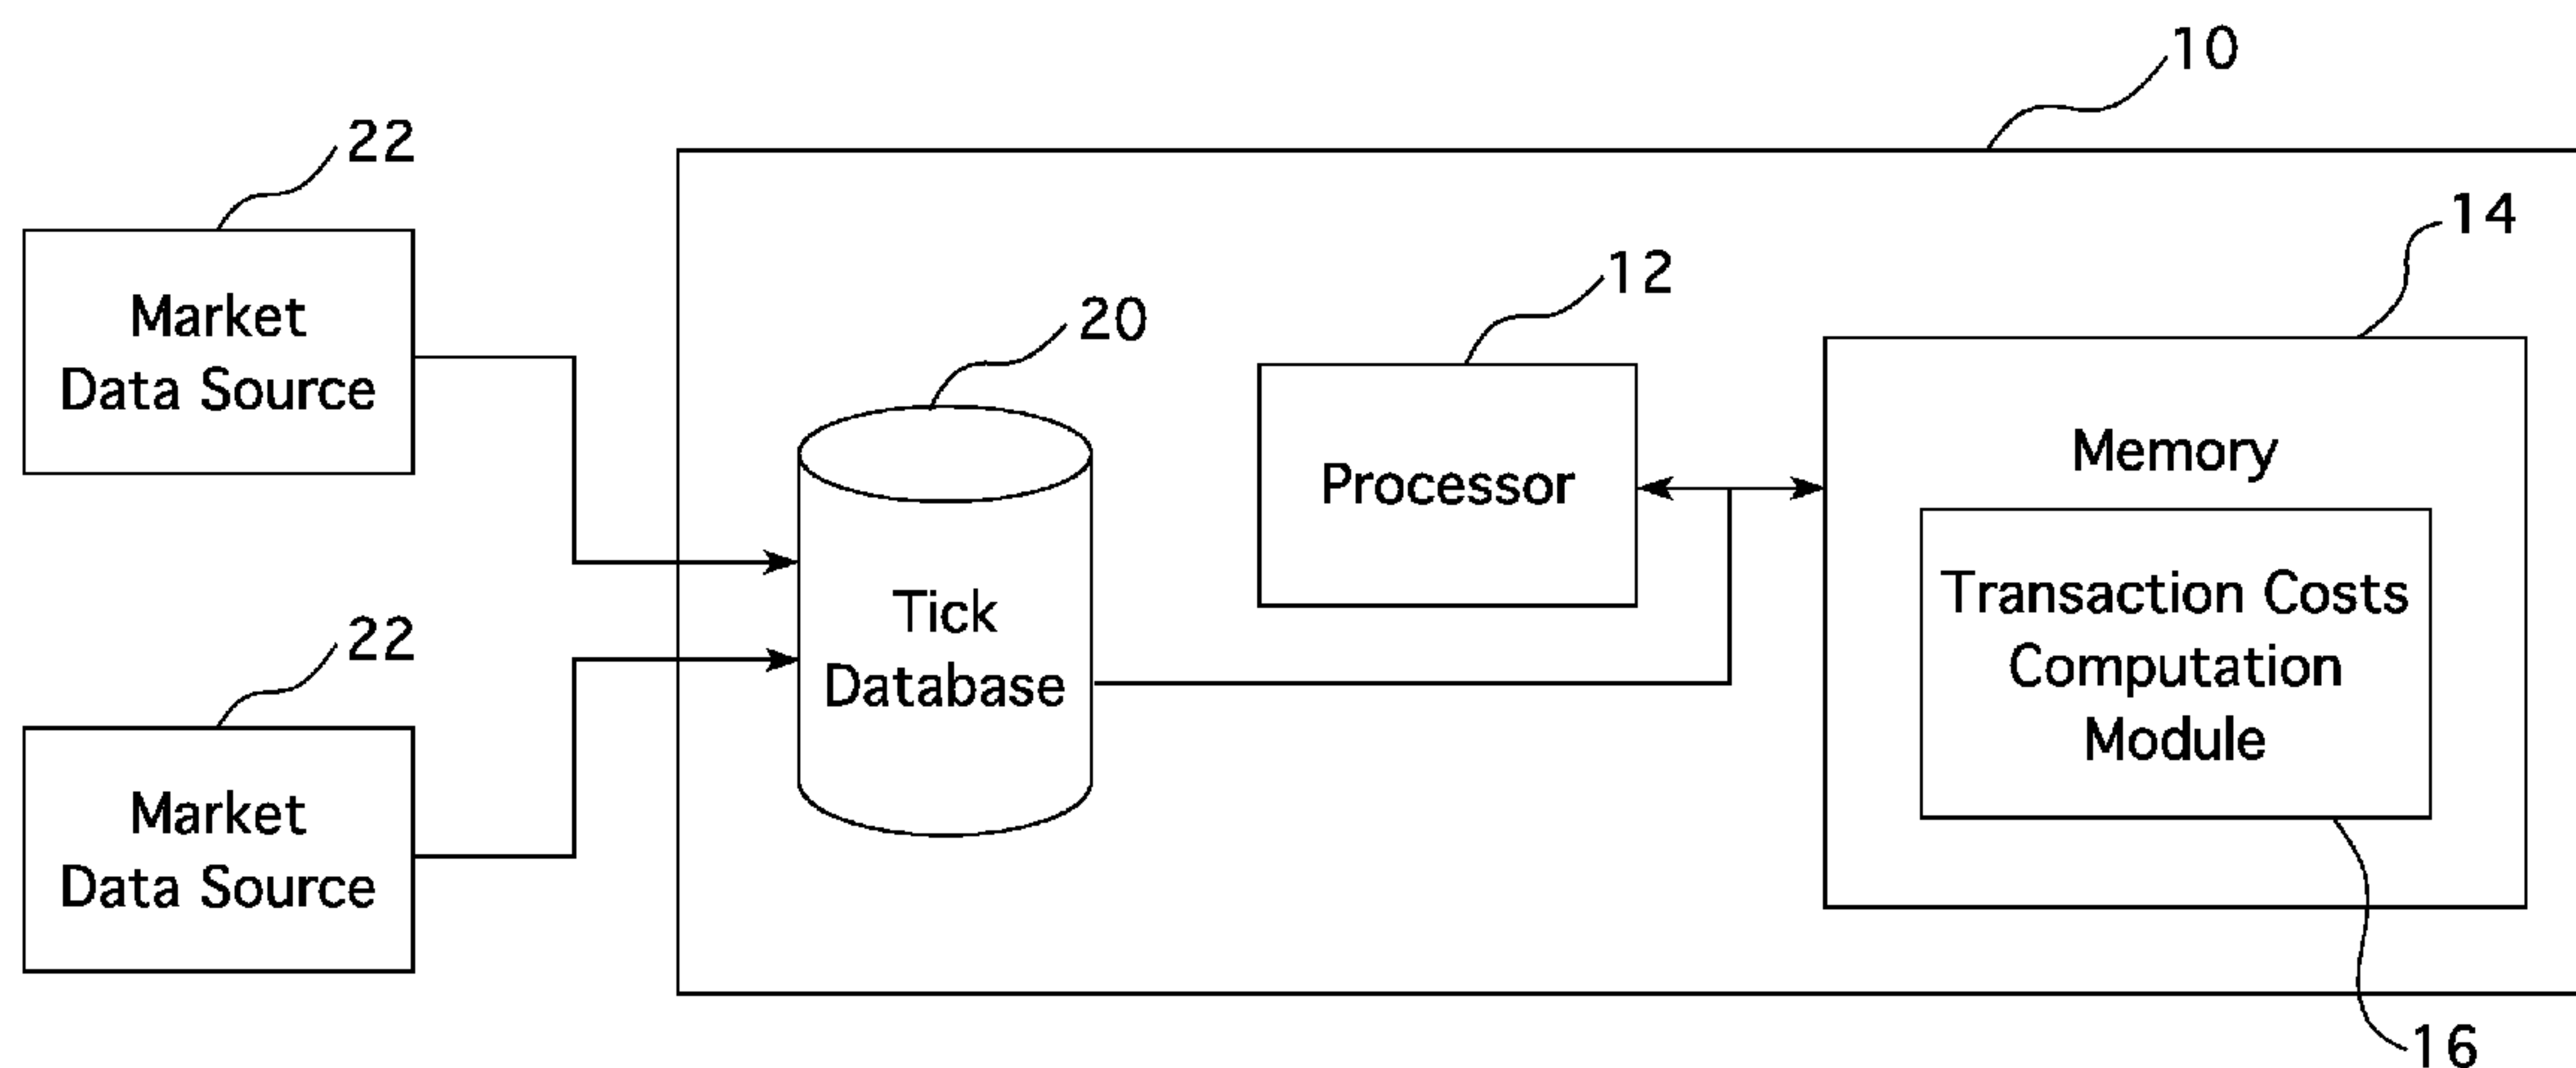 10
22
14
12
20
Market
Data Source
Processor
Memory
Transaction Costs
Computation
Module
Tick
Database
22
Market
Data Source
16